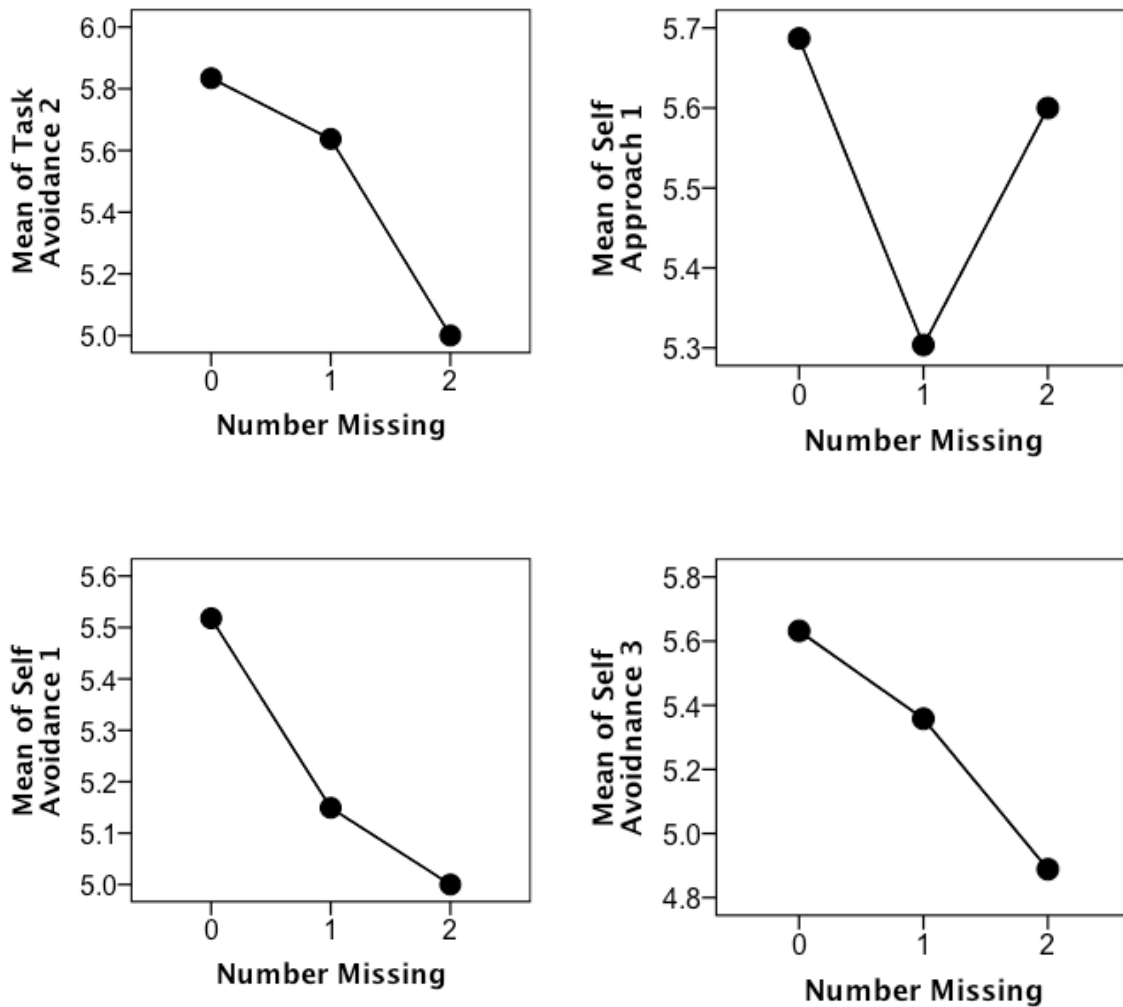 Mean of Task
Avoidance 2
6.0
5.8
5.6
5.4
5.2
5.0
0 1 2
Number Missing
Mean of Self
Approach 1
5.7
5.6
5.5
5.4
5.3
0 1 2
Number Missing
Mean of Self
Avoidance 1
5.6
5.5
5.4
5.3
5.2
5.1
5.0
0 1 2
Number Missing
Mean of Self
Avoidnance 3
5.8
5.6
5.4
5.2
5.0
4.8
0 1 2
Number Missing